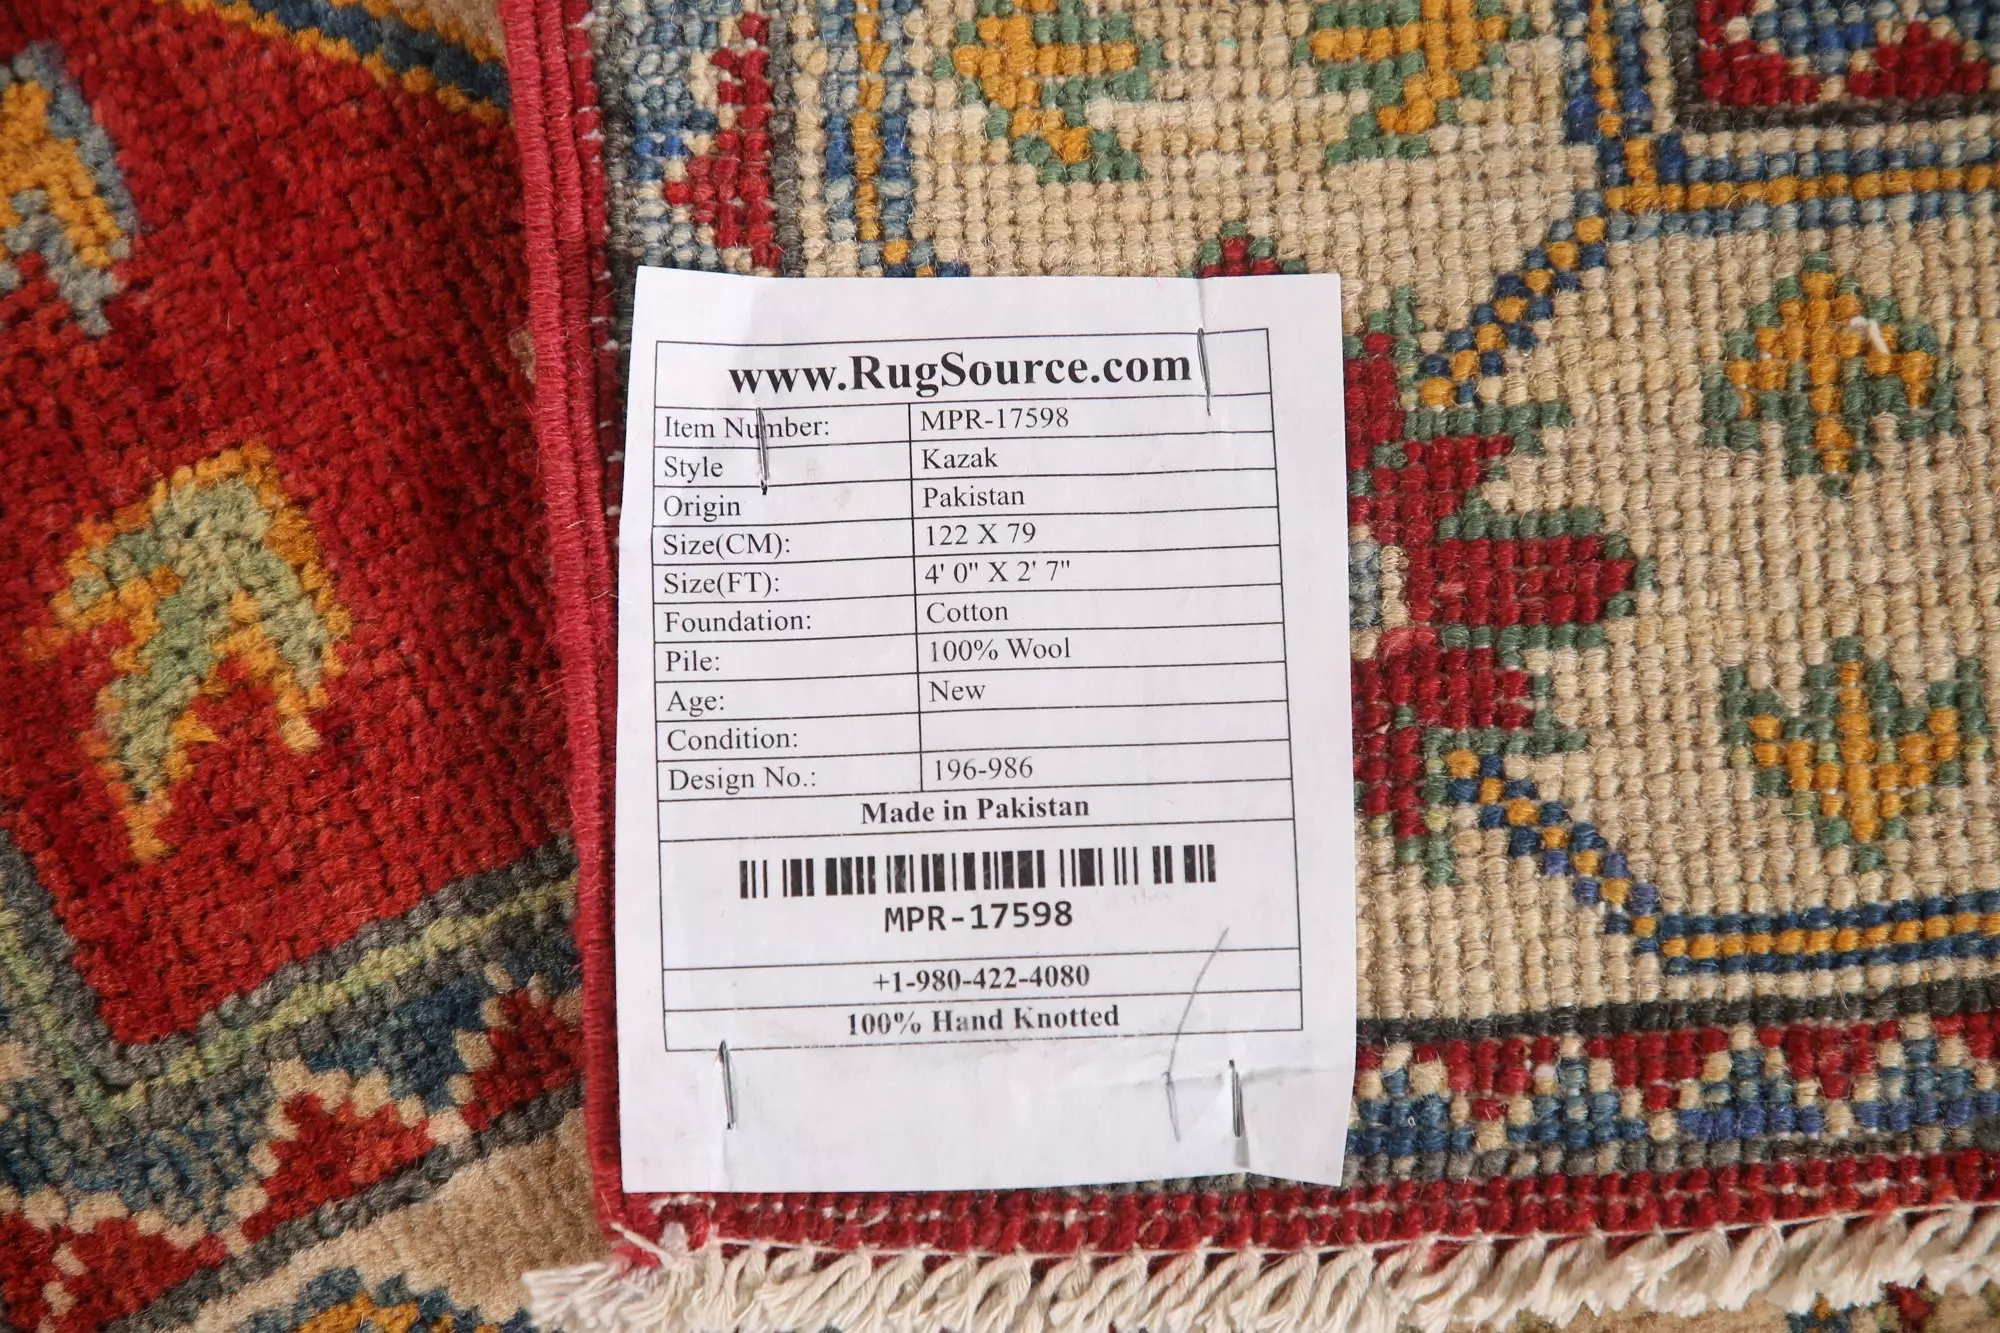 www.RugSource.com
Item Number: MPR-17598
Style Kazak
Origin Pakistan
Size(CM): 122 X 79
Size(FT): 4' 0" X 2' 7"
Foundation: Cotton
Pile: 100% Wool
Age: New
Condition:
Design No.: 196-986
Made in Pakistan
MPR-17598
+1-980-422-4080
100% Hand Knotted